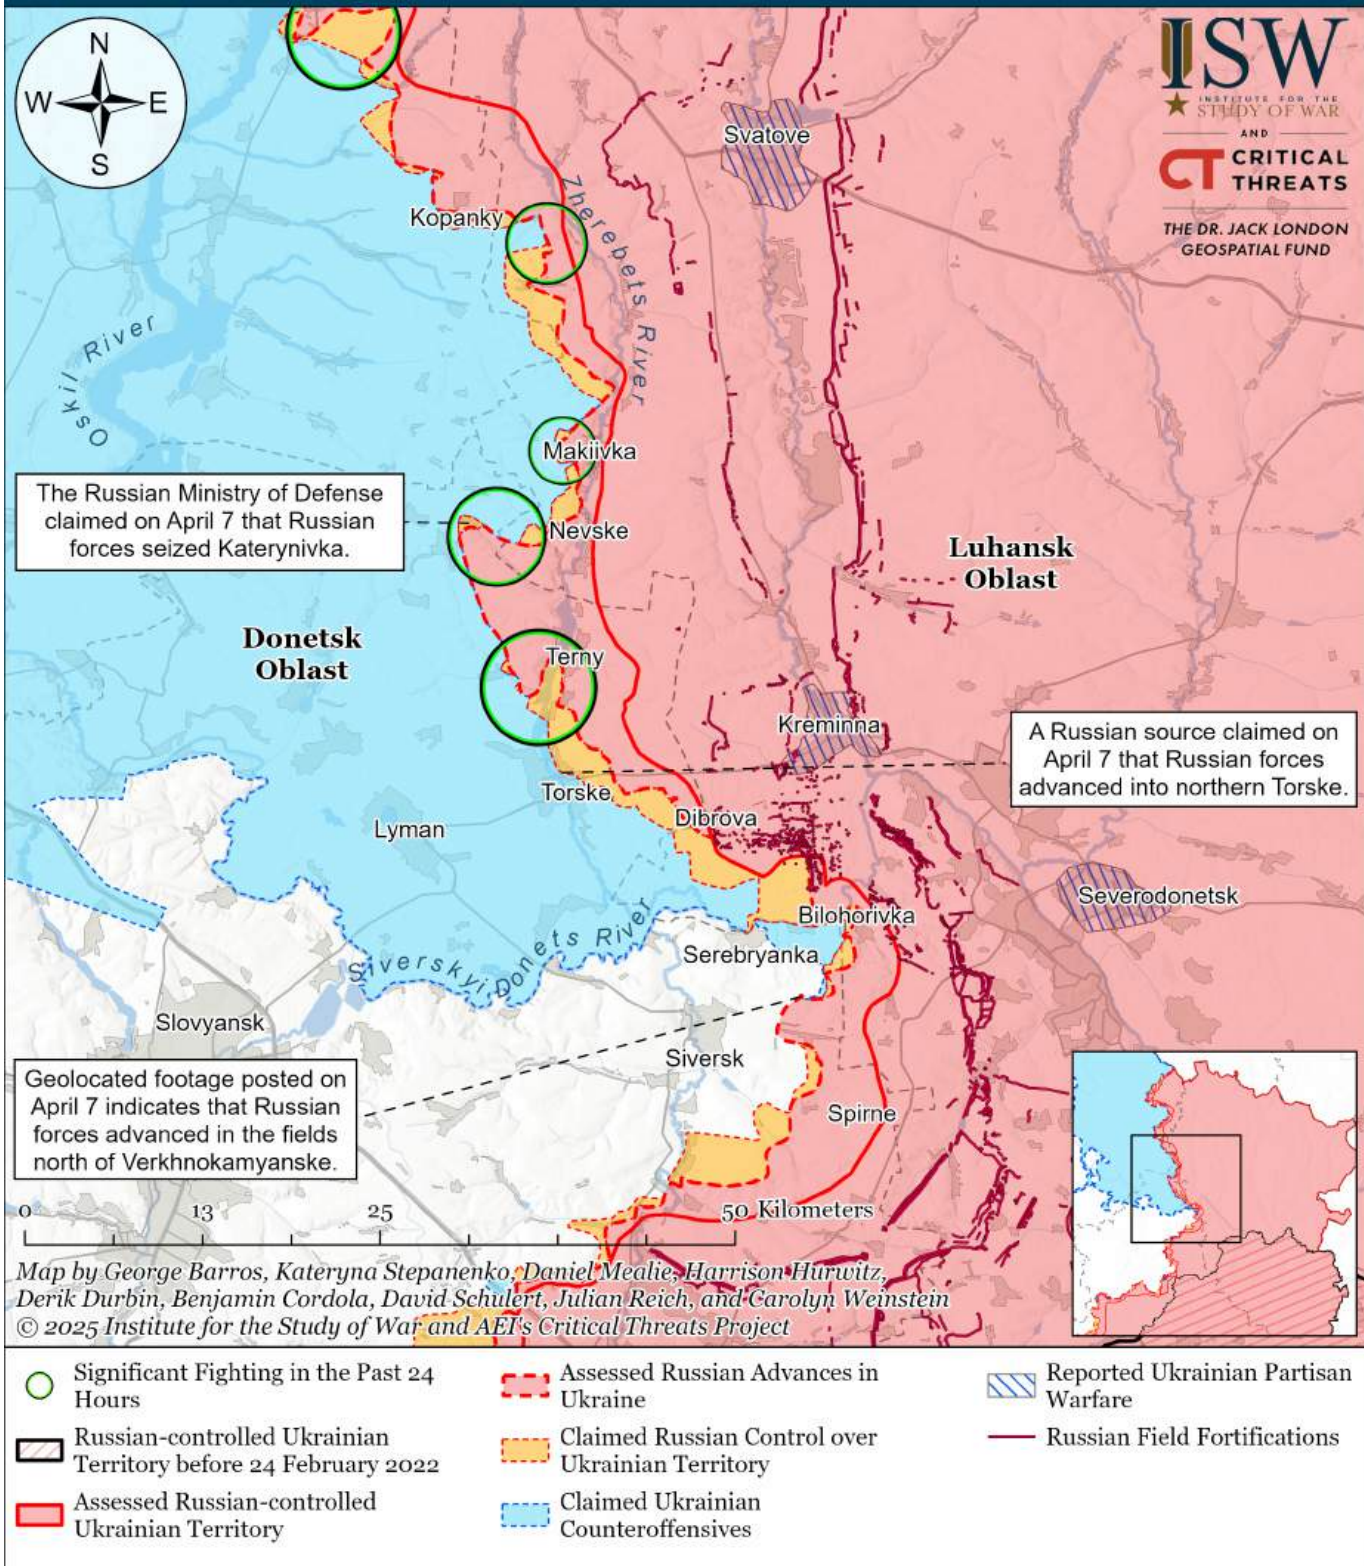 N
W
E
S
ISW
INSTITUTE FOR THE
STUDY OF WAR
AND
CT CRITICAL
THREATS
THE DR. JACK LONDON
GEOSPATIAL FUND
Svatove
Kopanky
Zherebets River
Oskil River
Makiivka
The Russian Ministry of Defense
claimed on April 7 that Russian
forces seized Katerynivka.
Nevske
Luhansk
Oblast
Donetsk
Oblast
Terny
Kreminna
A Russian source claimed on
April 7 that Russian forces
advanced into northern Torske.
Torske
Dibrova
Lyman
Severodonetsk
Bilohorivka
Serebryanka
Siverskyi Donets River
Slovyansk
Siversk
Geolocated footage posted on
April 7 indicates that Russian
forces advanced in the fields
north of Verkhnokamyanske.
Spirne
0 13 25 50 Kilometers
Map by George Barros, Kateryna Stepanenko, Daniel Mealie, Harrison Hurwitz,
Derik Durbin, Benjamin Cordola, David Schulert, Julian Reich, and Carolyn Weinstein
© 2025 Institute for the Study of War and AEI's Critical Threats Project
Significant Fighting in the Past 24
Hours
Russian-controlled Ukrainian
Territory before 24 February 2022
Assessed Russian-controlled
Ukrainian Territory
Assessed Russian Advances in
Ukraine
Claimed Russian Control over
Ukrainian Territory
Claimed Ukrainian
Counteroffensives
Reported Ukrainian Partisan
Warfare
Russian Field Fortifications